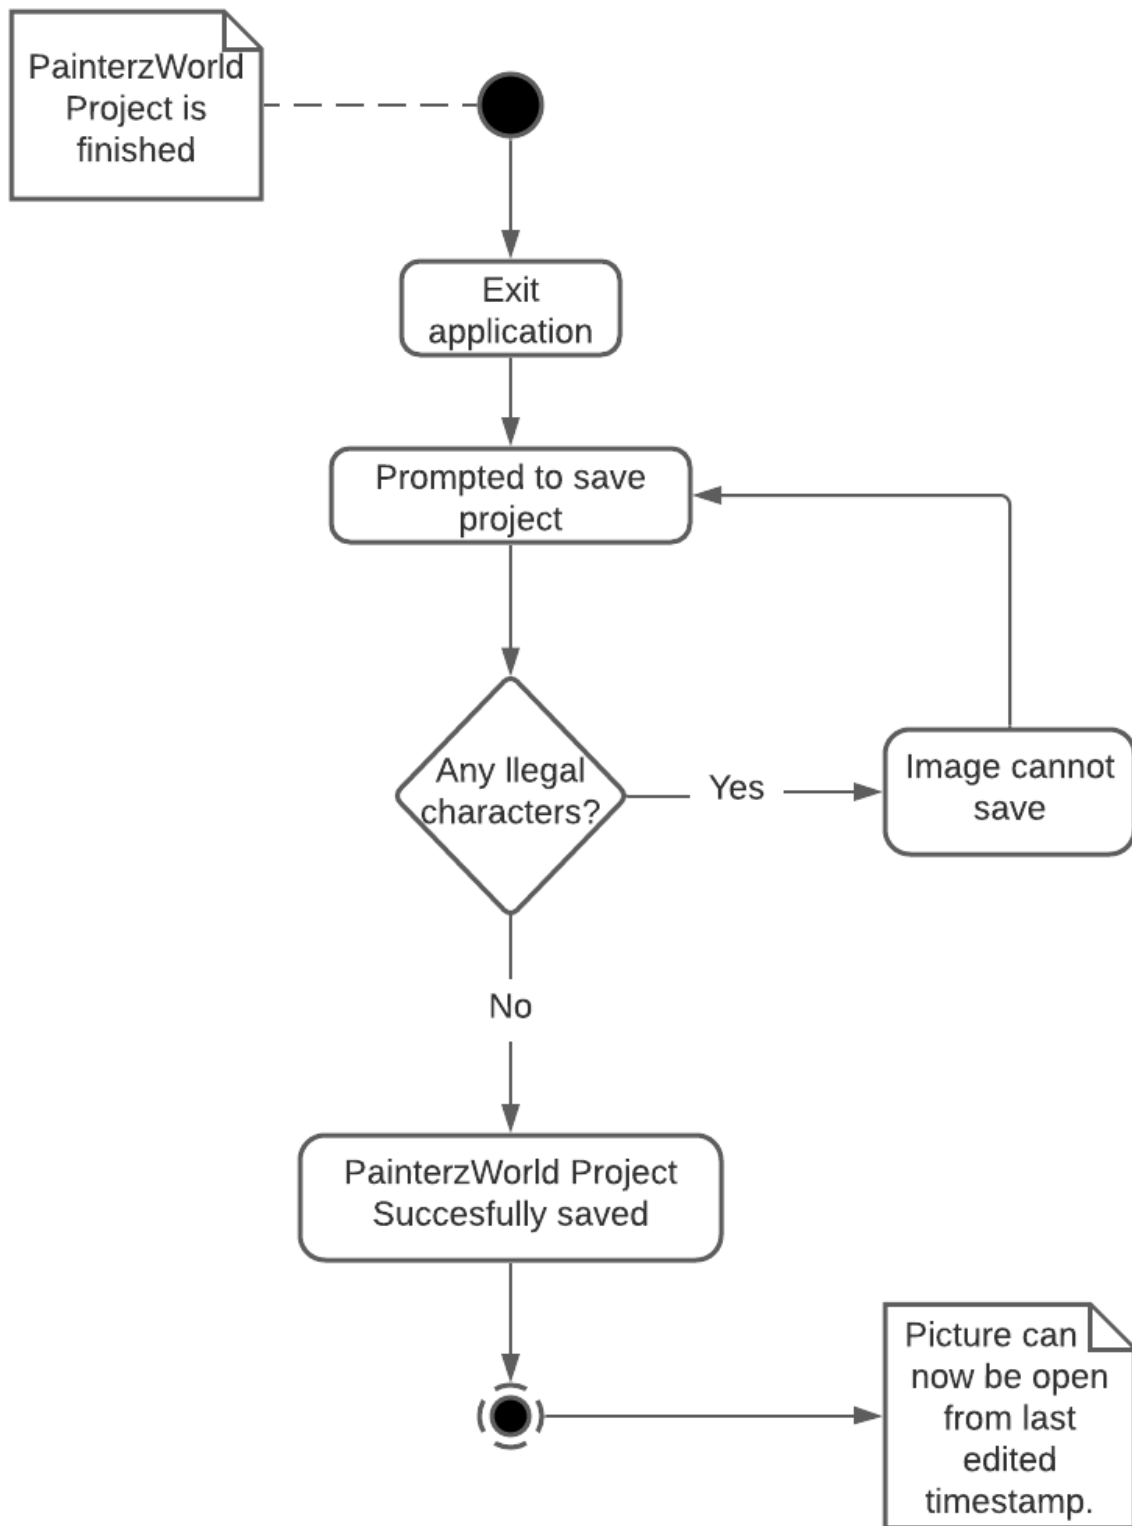 PainterzWorld
Project is
finished
Exit
application
Prompted to save
project
Any llegal
characters?
Yes
Image cannot
save
No
PainterzWorld Project
Succesfully saved
Picture can
now be open
from last
edited
timestamp.